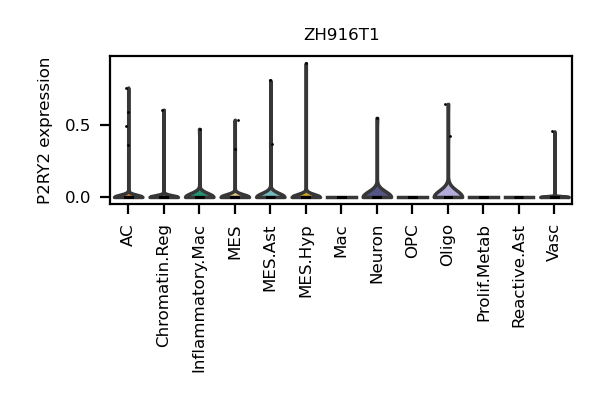 ZH916T1
P2RY2 expression
0.5
0.0
AC
Chromatin.Reg
Inflammatory.Mac
MES
MES.Ast
MES.Hyp
Mac
Neuron
OPC
Oligo
Prolif.Metab
Reactive.Ast
Vasc